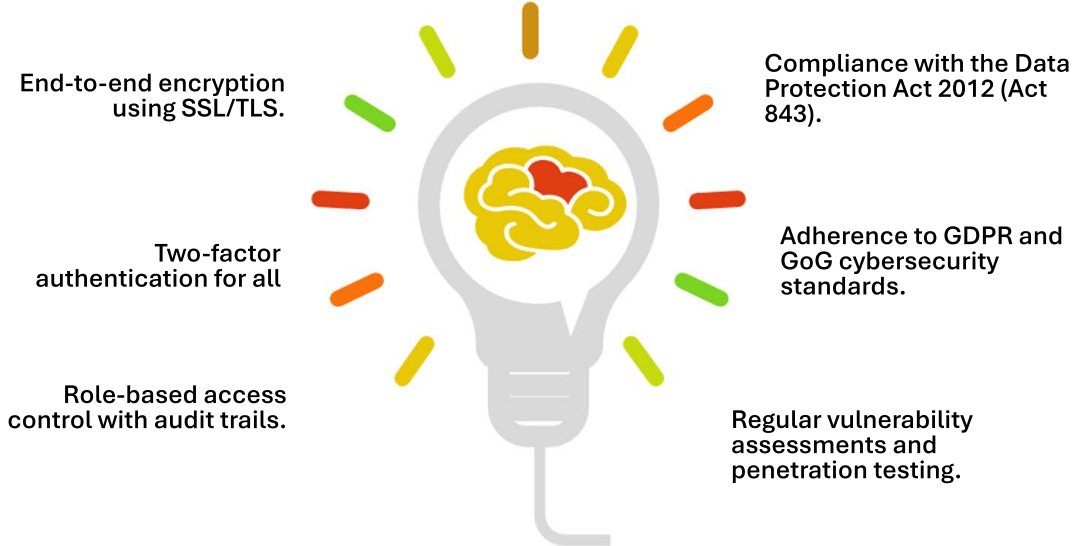 End-to-end encryption
using SSL/TLS.
Two-factor
authentication for all
Role-based access
control with audit trails.
Compliance with the Data
Protection Act 2012 (Act
843).
Adherence to GDPR and
GoG cybersecurity
standards.
Regular vulnerability
assessments and
penetration testing.